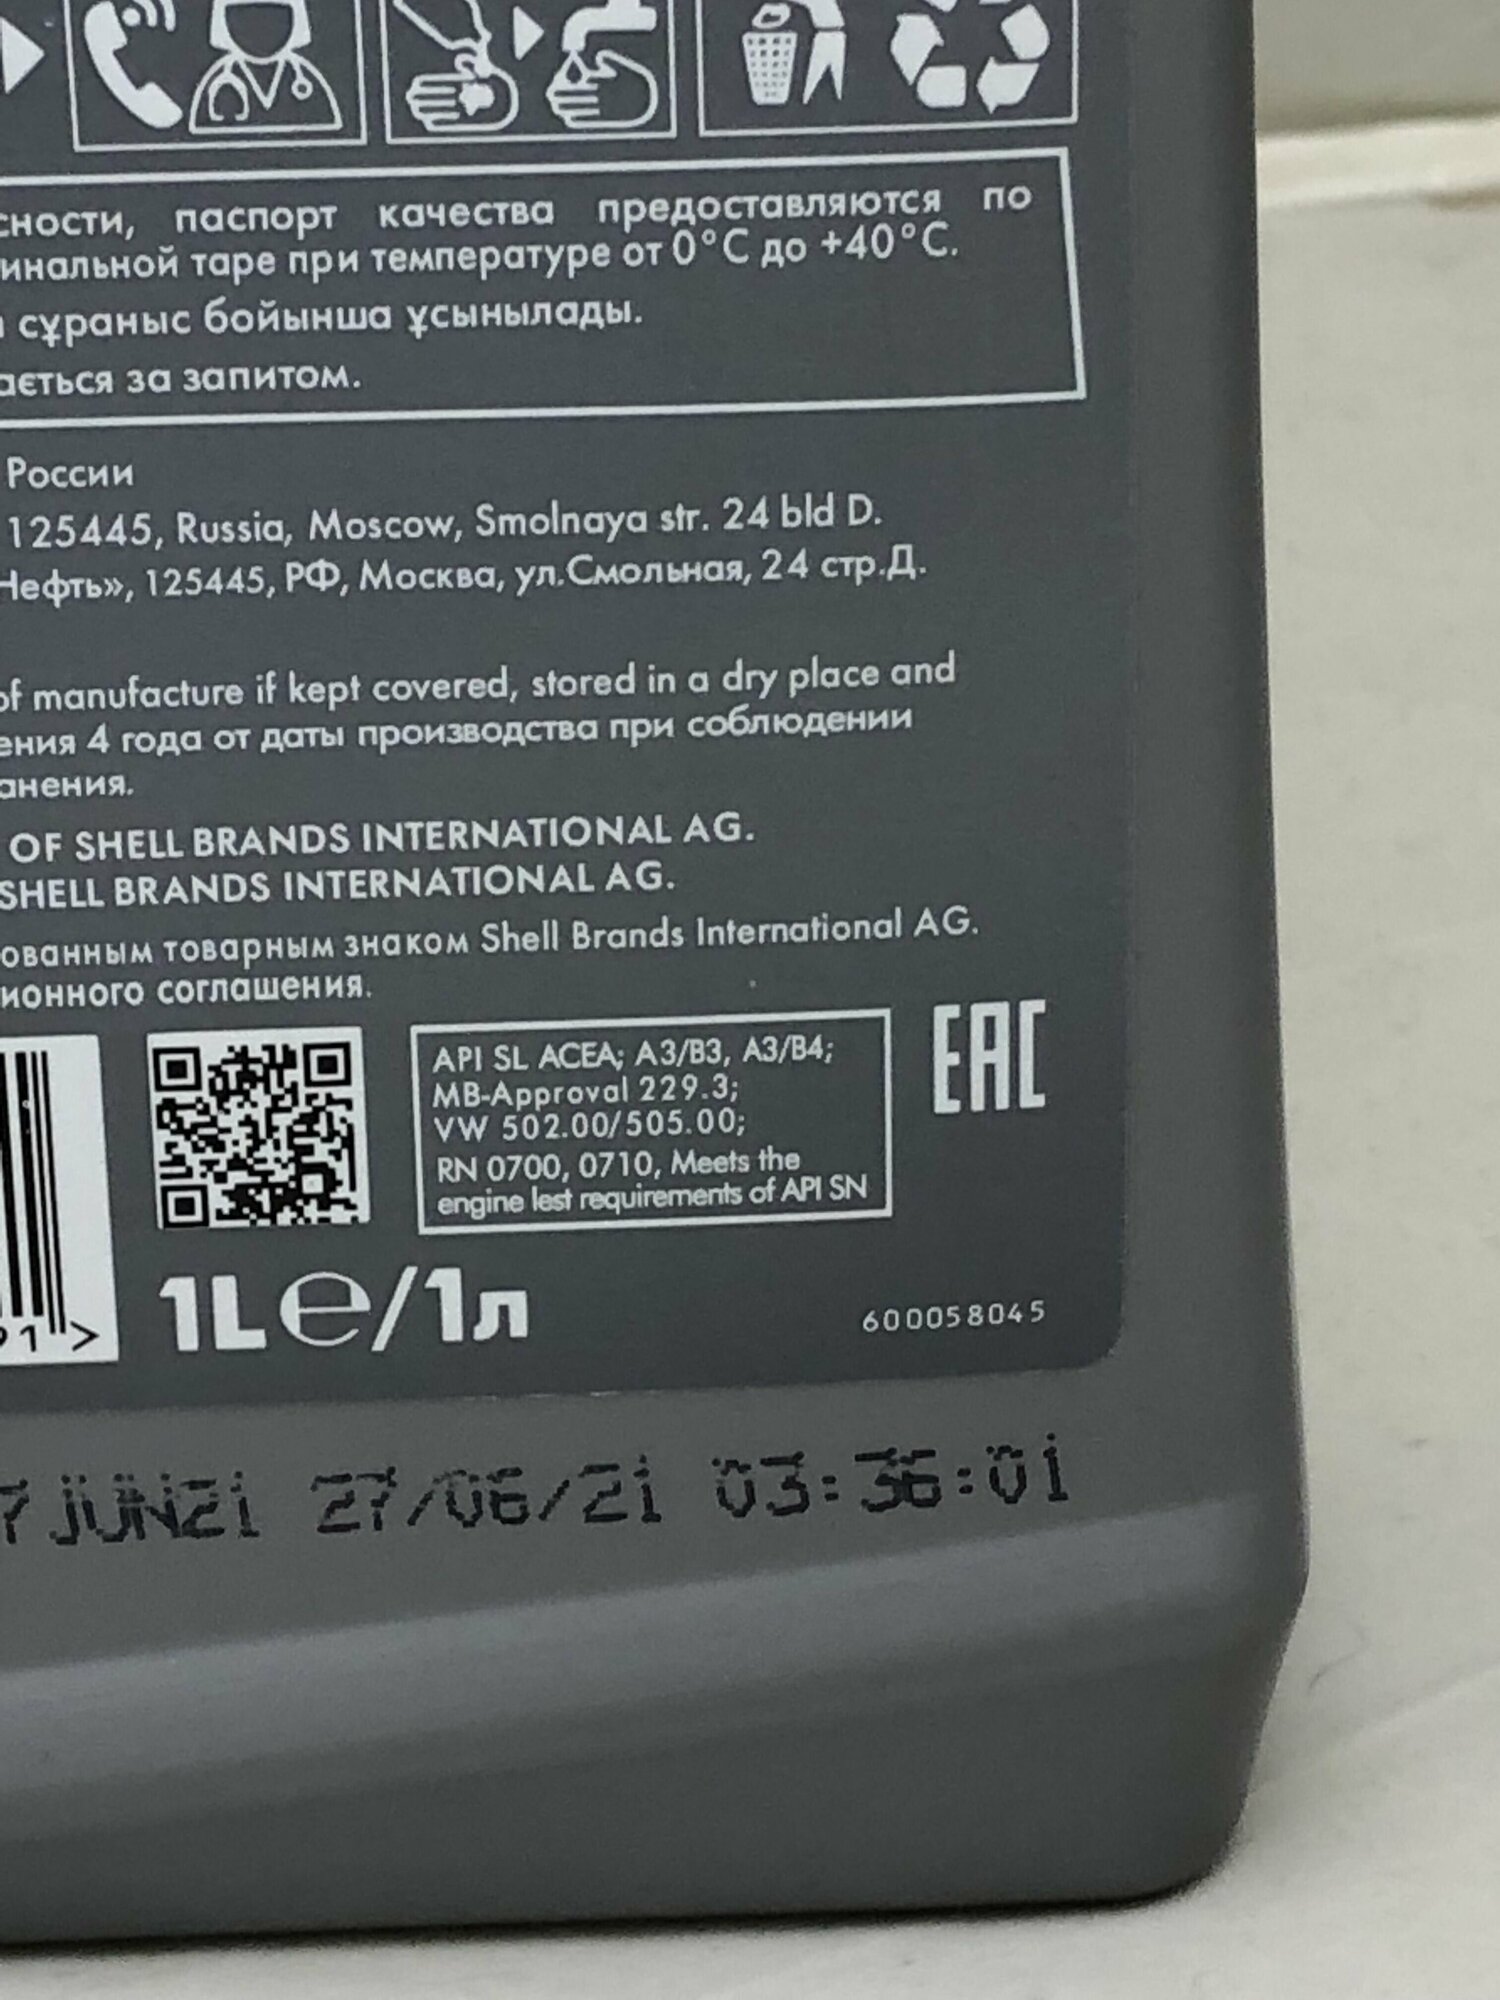 сности, паспорт качества предоставляются по
инальной таре при температуре от 0°C до +40°C.
сұраныс бойынша ұсынылады.
ається за запитом.
России
125445, Russia, Moscow, Smolnaya str. 24 bld D.
Нефть», 125445, РФ, Москва, ул.Смольная, 24 стр.Д.
of manufacture if kept covered, stored in a dry place and
ения 4 года от даты производства при соблюдении
анения.
OF SHELL BRANDS INTERNATIONAL AG.
SHELL BRANDS INTERNATIONAL AG.
ованным товарным знаком Shell Brands International AG.
ионного соглашения.
API SL ACEA; A3/B3, A3/B4;
MB-Approval 229.3;
VW 502.00/505.00;
RN 0700, 0710, Meets the
engine test requirements of API SN
EAC
91 >
1L e/1л
600058045
7JUN21 27/06/21 03:36:01